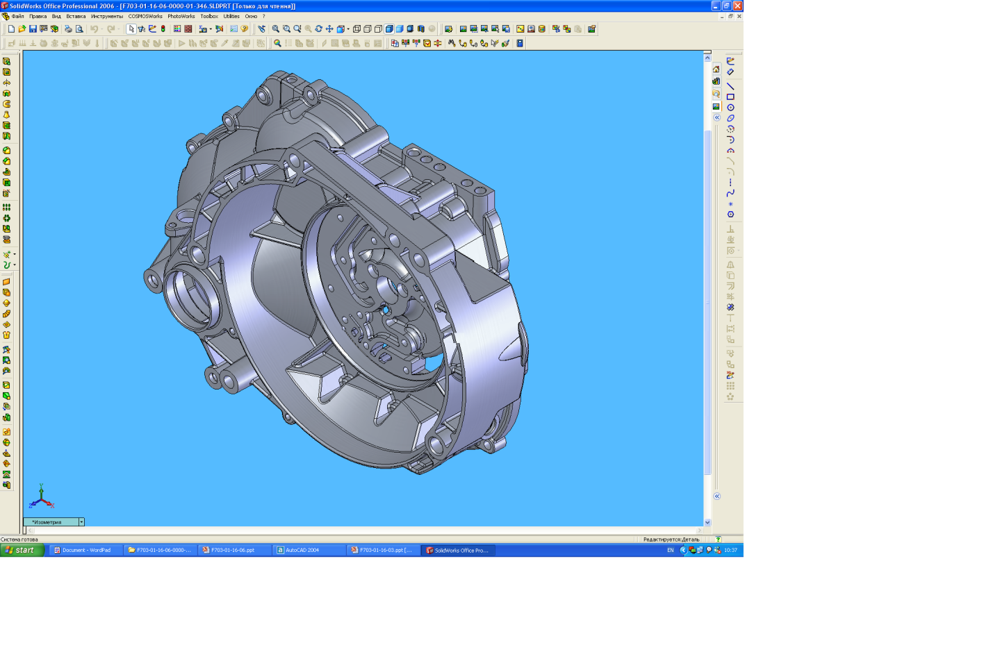 SolidWorks Office Professional 2006 - [F703-01-16-06-0000-01-346.SLDPRT [Только для чтения]]
Файл Правка Вид Вставка Инструменты COSMOSWorks PhotoWorks Toolbox Utilities Окно ?
Y
Z X
*Изометрия
Система готова Редактируется:Деталь
start Document - WordPad F703-01-16-06-0000-... F703-01-16-06.ppt AutoCAD 2004 F703-01-16-03.ppt [... SolidWorks Office Pro... EN 10:37